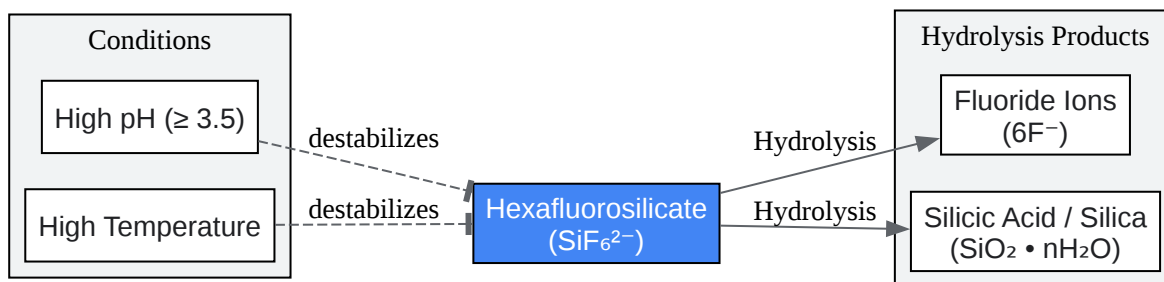 Conditions
High pH (≥ 3.5)
High Temperature
destabilizes
destabilizes
Hexafluorosilicate
(SiF₆²⁻)
Hydrolysis
Hydrolysis
Hydrolysis Products
Fluoride Ions
(6F⁻)
Silicic Acid / Silica
(SiO₂ • nH₂O)